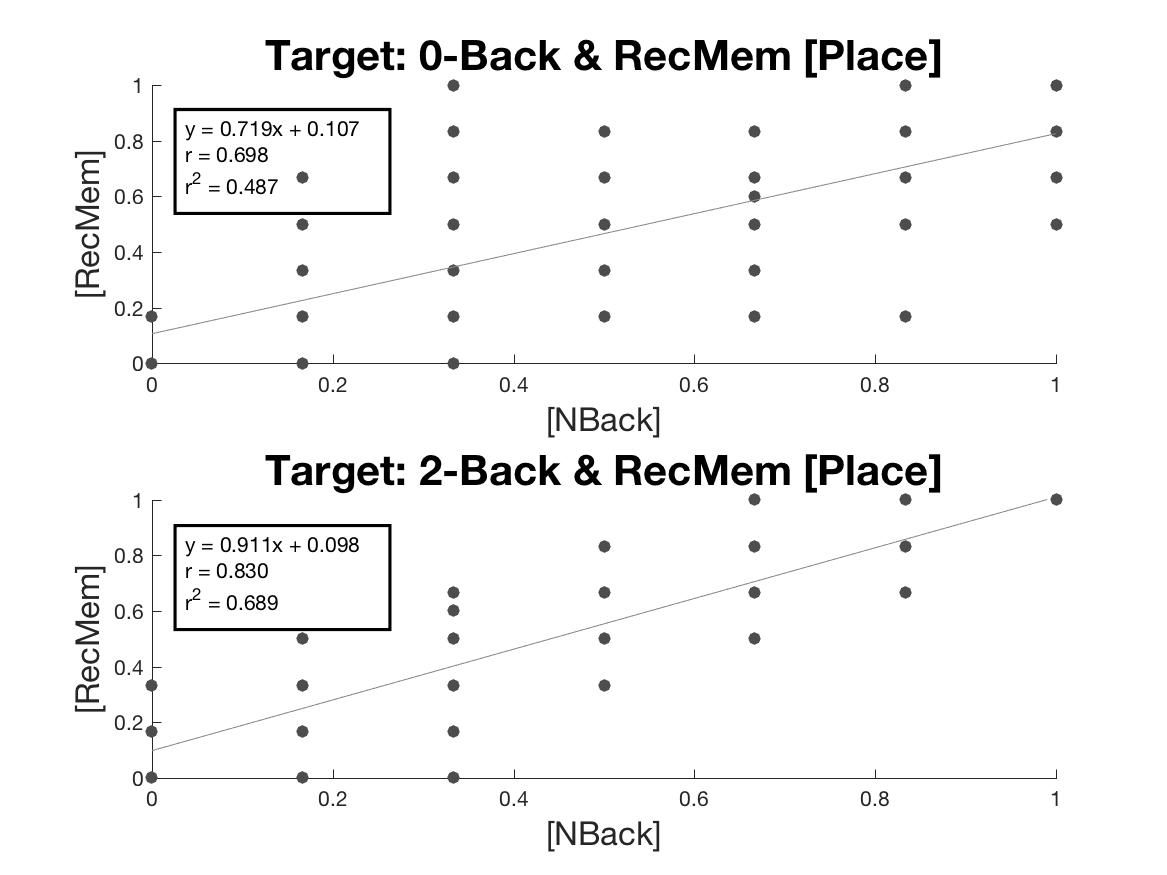 Target: 0-Back & RecMem [Place]
y = 0.719x + 0.107
r = 0.698
r² = 0.487
[RecMem]
1
0.8
0.6
0.4
0.2
0
0 0.2 0.4 0.6 0.8 1
[NBack]
Target: 2-Back & RecMem [Place]
y = 0.911x + 0.098
r = 0.830
r² = 0.689
[RecMem]
1
0.8
0.6
0.4
0.2
0
0 0.2 0.4 0.6 0.8 1
[NBack]